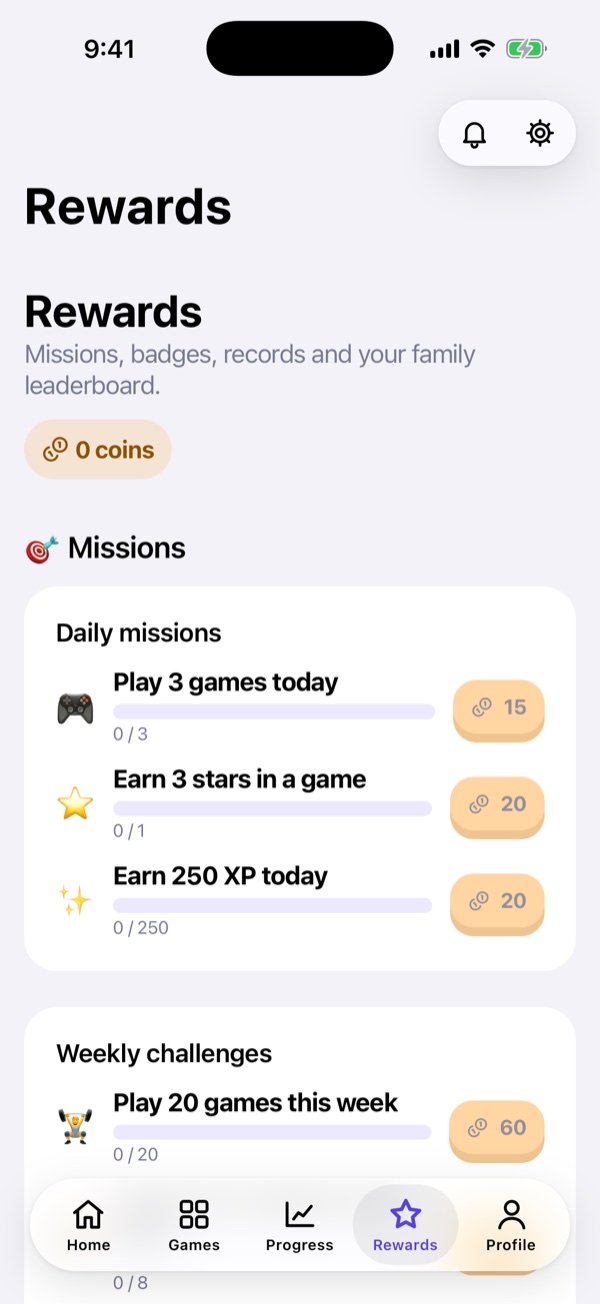 9:41
Rewards
Rewards
Missions, badges, records and your family
leaderboard.
0 coins
Missions
Daily missions
Play 3 games today
15
0 / 3
Earn 3 stars in a game
20
0 / 1
Earn 250 XP today
20
0 / 250
Weekly challenges
Play 20 games this week
60
0 / 20
Home Games Progress Rewards Profile
0 / 8